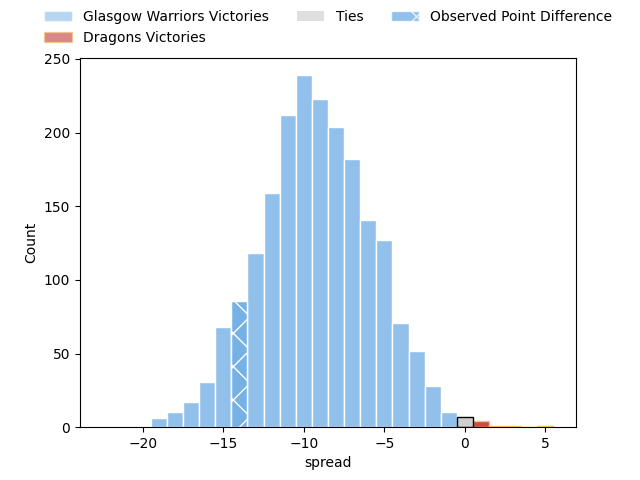 Glasgow Warriors Victories
Ties
Observed Point Difference
Dragons Victories
250
200
150
100
50
0
Count
−20
−15
−10
−5
0
5
spread